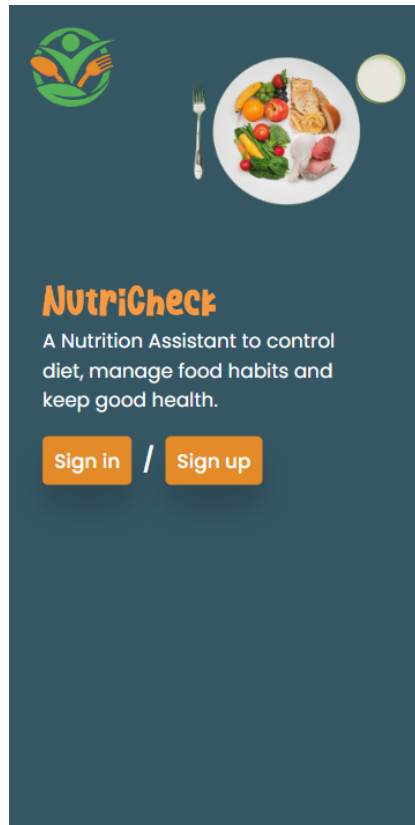 NutriCheck
A Nutrition Assistant to control
diet, manage food habits and
keep good health.
Sign in / Sign up